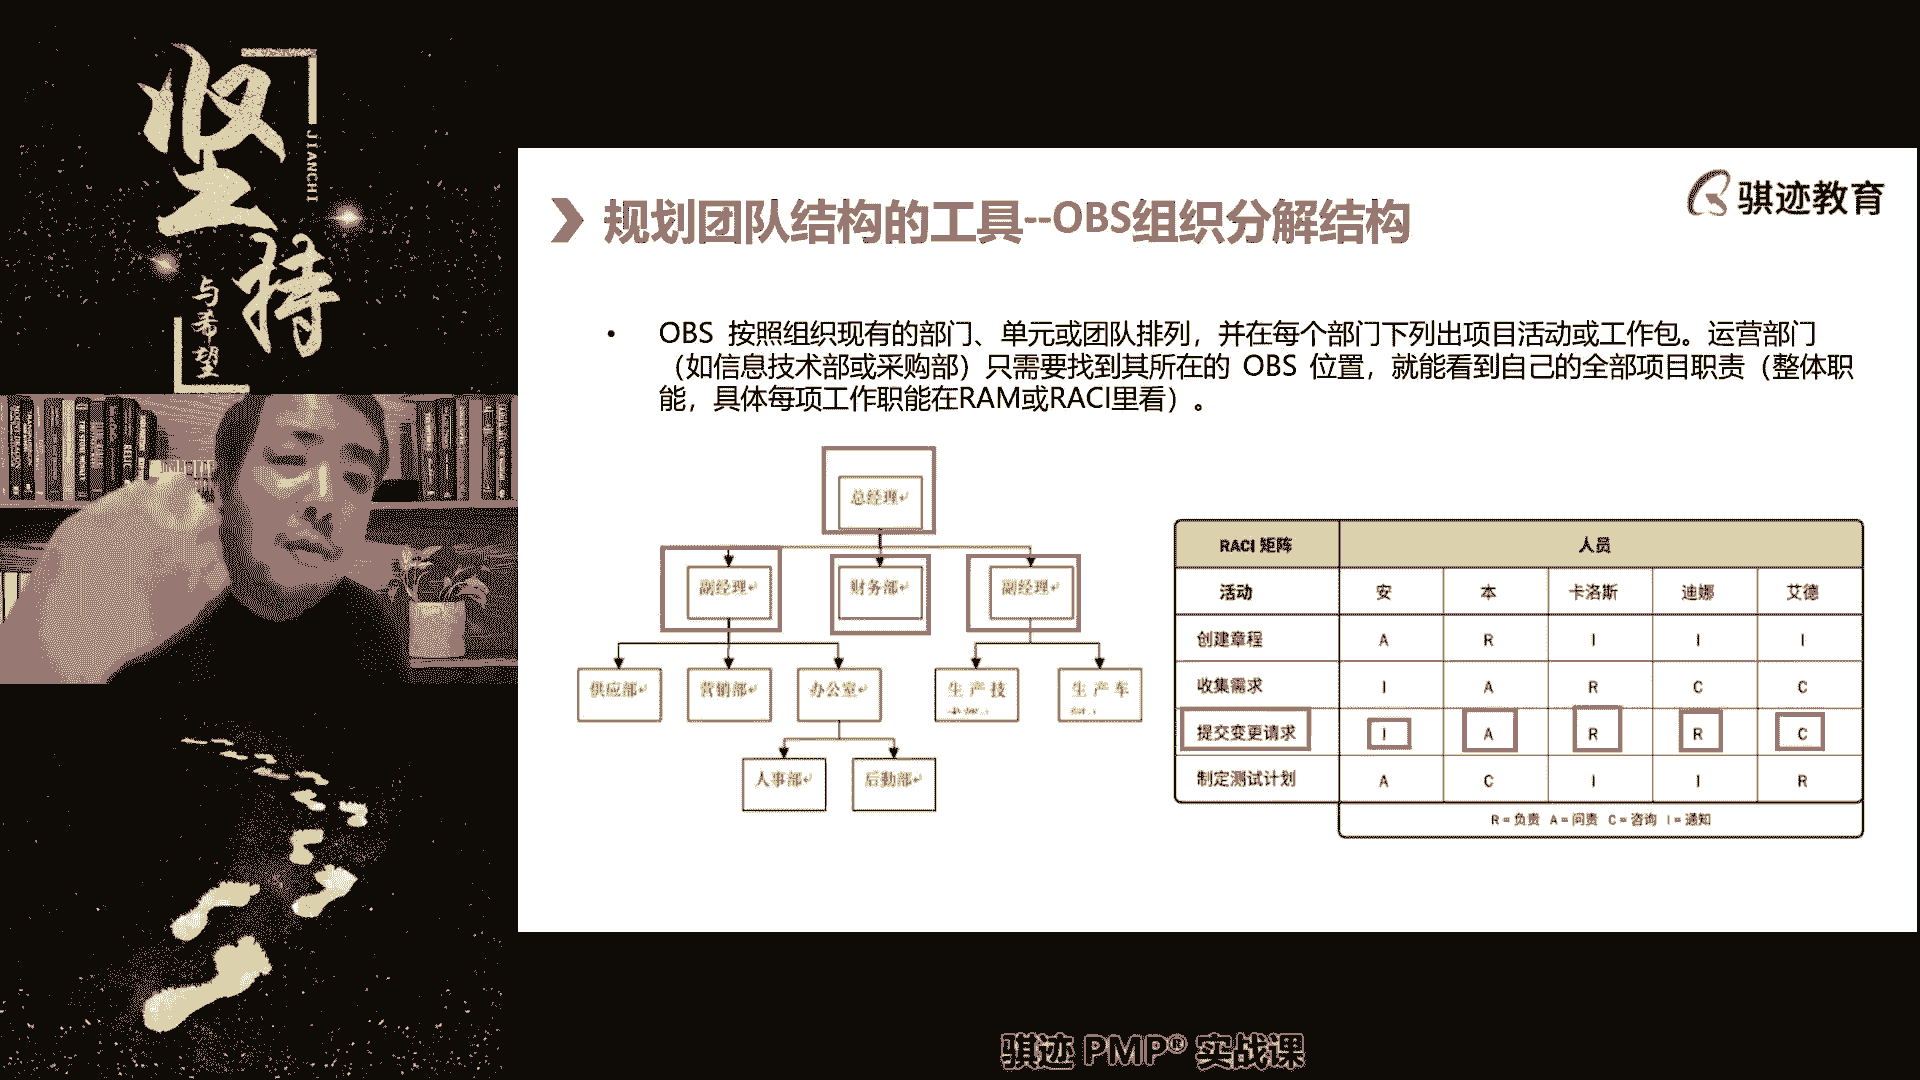 坚持
JIANCHI
与希望
骐迹教育
规划团队结构的工具--OBS组织分解结构
• OBS 按照组织现有的部门、单元或团队排列，并在每个部门下列出项目活动或工作包。运营部门
（如信息技术部或采购部）只需要找到其所在的 OBS 位置，就能看到自己的全部项目职责（整体职
能，具体每项工作职能在RAM或RACI里看）。
总经理
副经理 财务部 副经理
供应部 营销部 办公室 生产技 生产车
人事部 后勤部
RACI 矩阵 人员
活动 安 本 卡洛斯 迪娜 艾德
创建章程 A R I I I
收集需求 I A R C C
提交变更请求 I A R R C
制定测试计划 A C I I R
R = 负责 A = 问责 C = 咨询 I = 通知
骐迹 PMP® 实战课